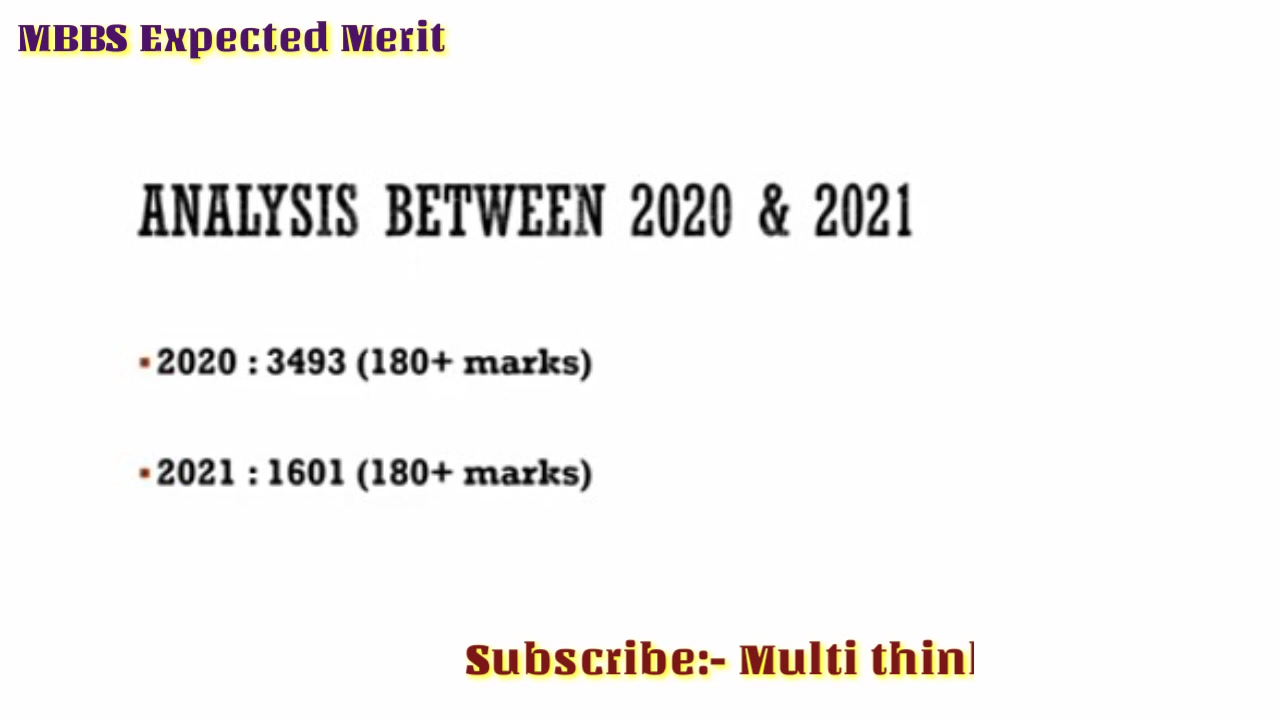 MBBS Expected Merit
ANALYSIS BETWEEN 2020 & 2021
▪2020 : 3493 (180+ marks)
▪2021 : 1601 (180+ marks)
Subscribe:- Multi